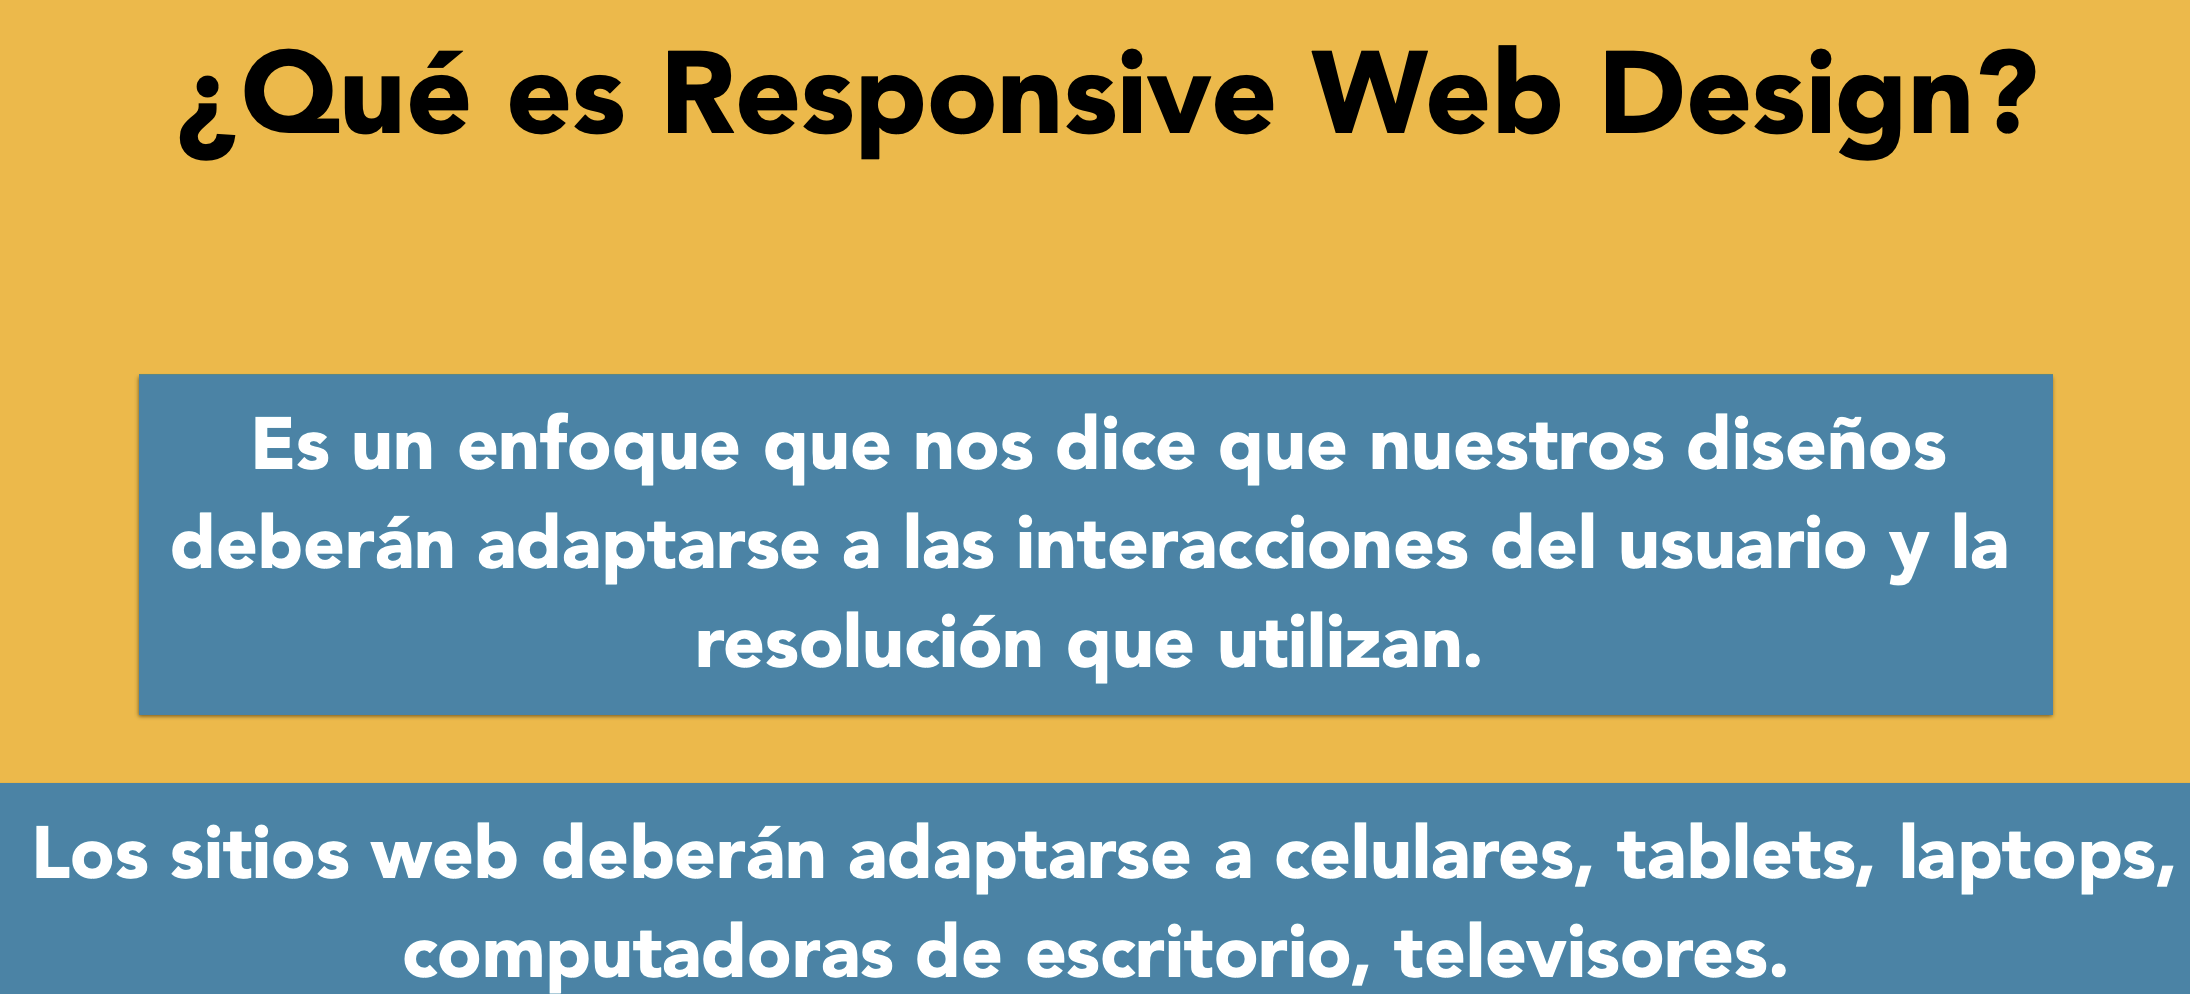 ¿Qué es Responsive Web Design?
Es un enfoque que nos dice que nuestros diseños
deberán adaptarse a las interacciones del usuario y la
resolución que utilizan.
Los sitios web deberán adaptarse a celulares, tablets, laptops,
computadoras de escritorio, televisores.